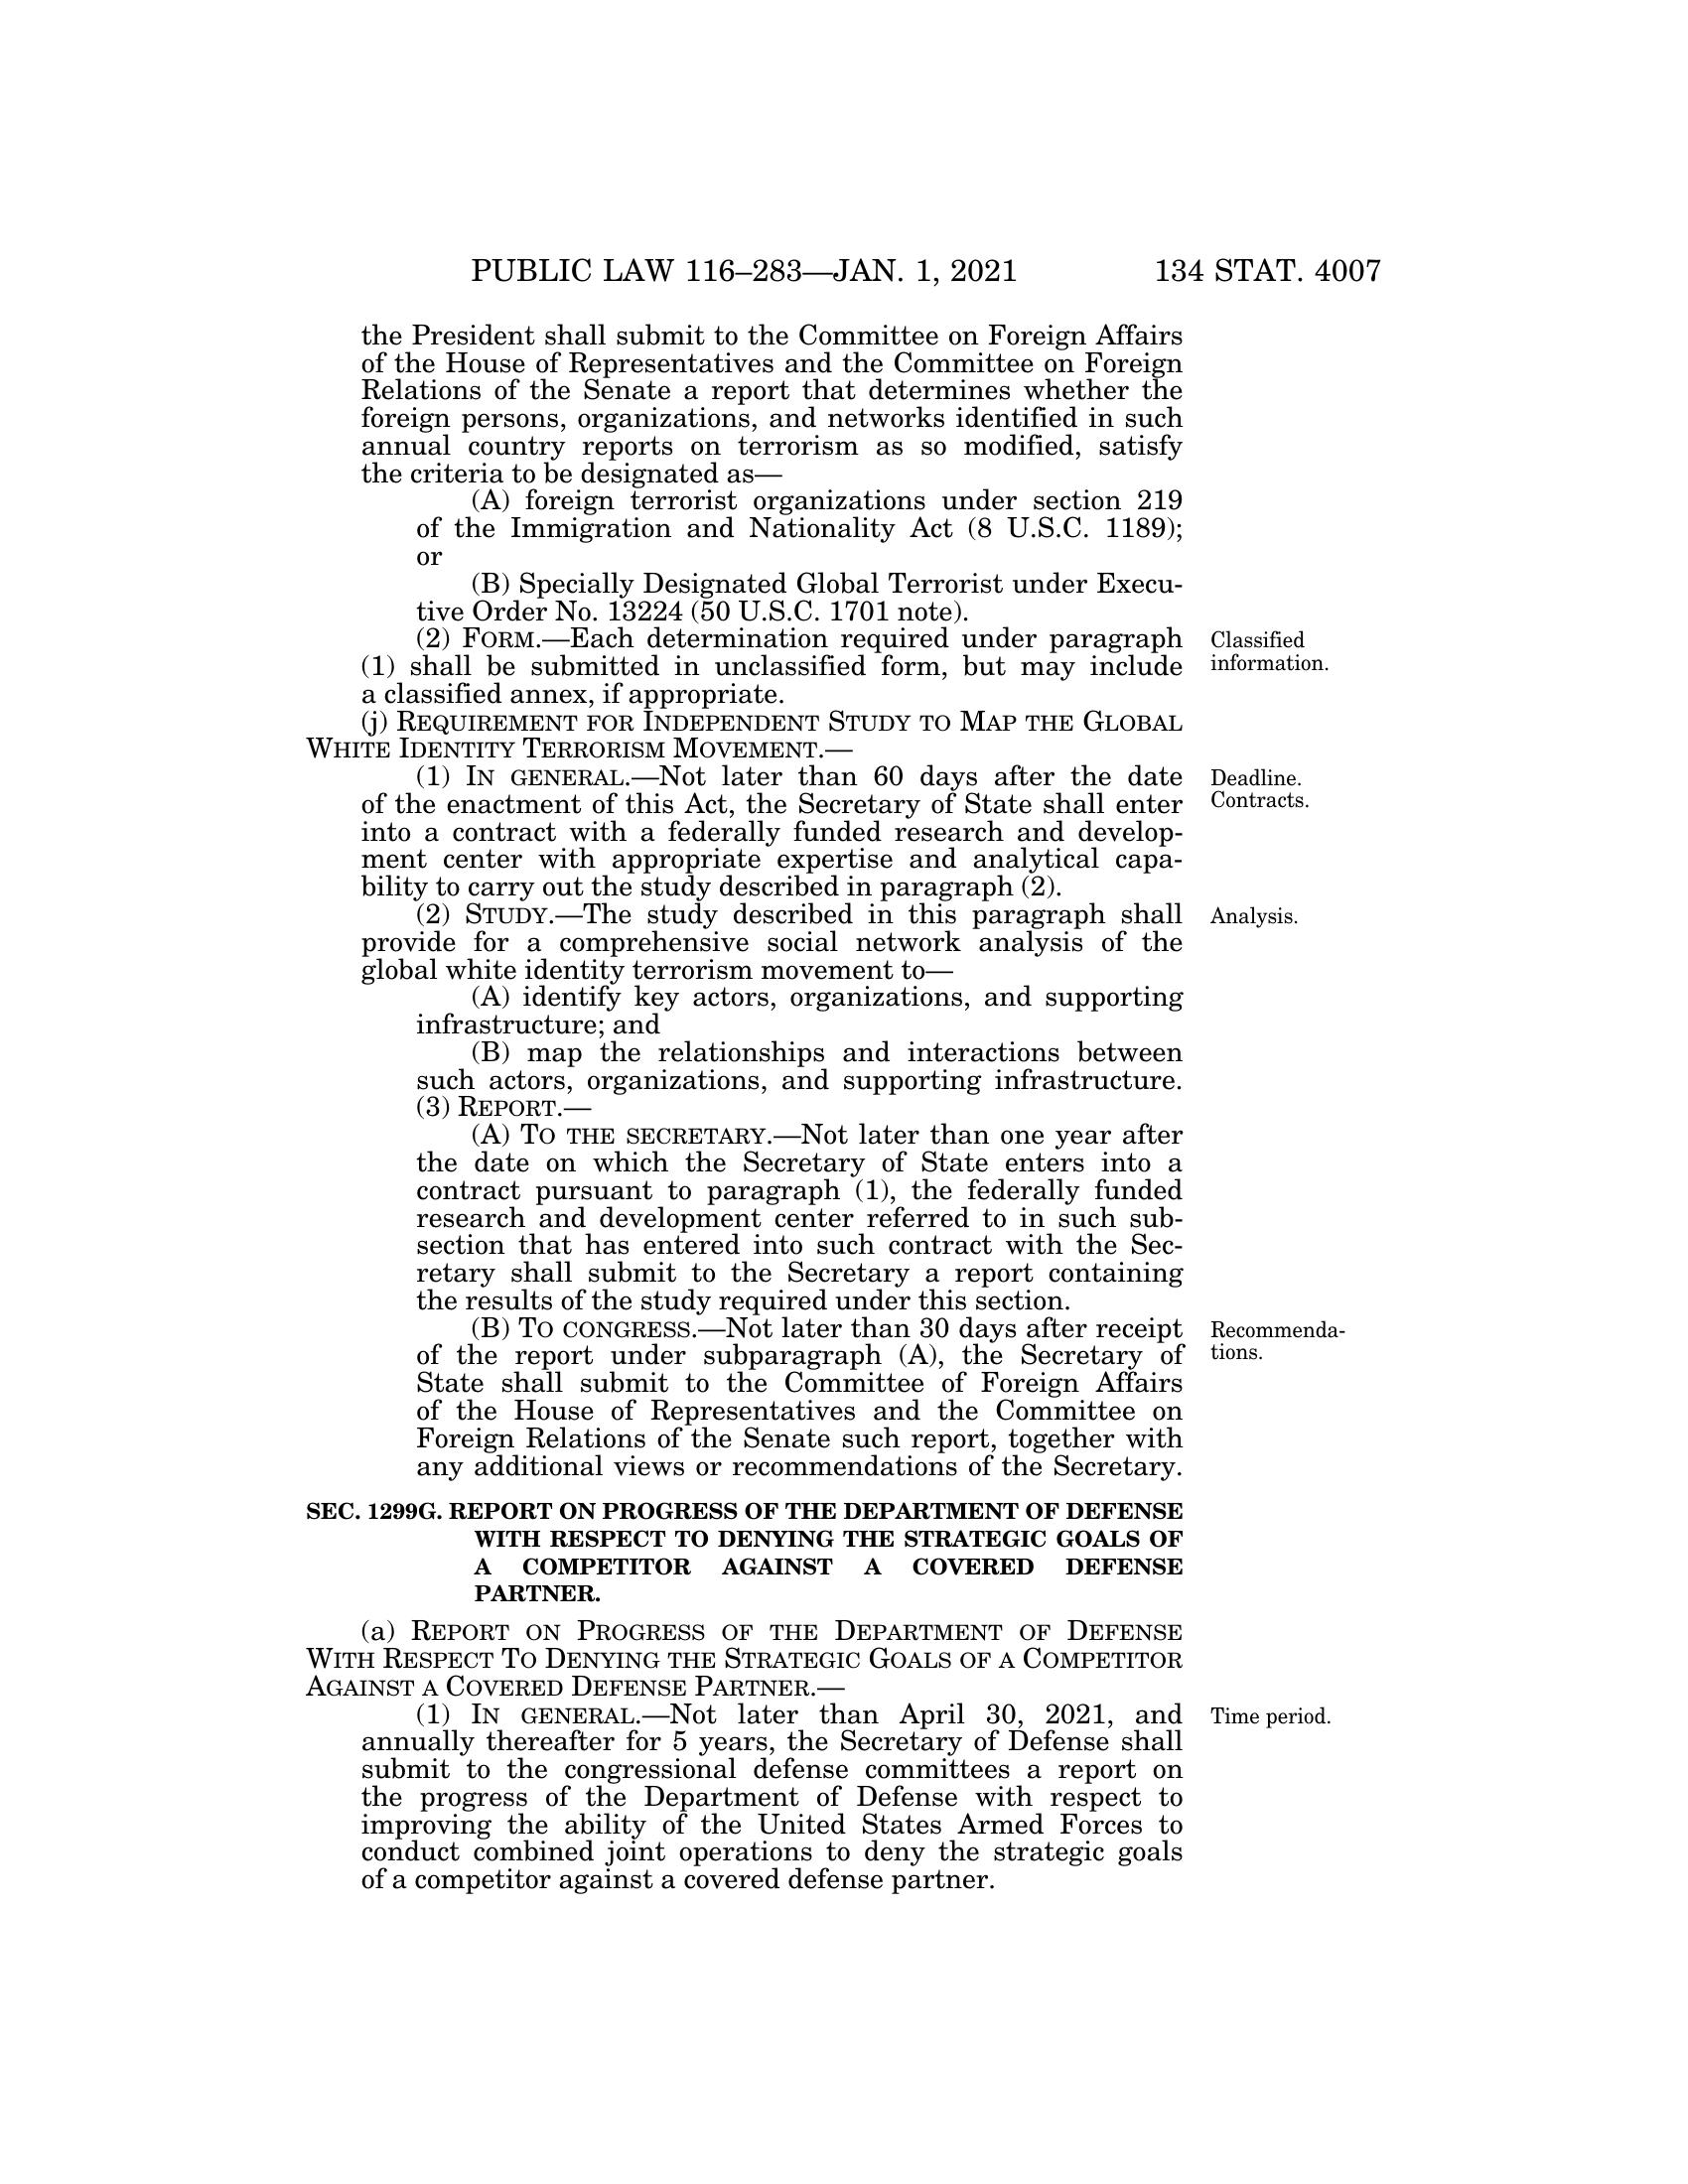 PUBLIC LAW 116–283—JAN. 1, 2021 134 STAT. 4007
the President shall submit to the Committee on Foreign Affairs
of the House of Representatives and the Committee on Foreign
Relations of the Senate a report that determines whether the
foreign persons, organizations, and networks identified in such
annual country reports on terrorism as so modified, satisfy
the criteria to be designated as—
(A) foreign terrorist organizations under section 219
of the Immigration and Nationality Act (8 U.S.C. 1189);
or
(B) Specially Designated Global Terrorist under Execu-
tive Order No. 13224 (50 U.S.C. 1701 note).
(2) FORM.—Each determination required under paragraph
(1) shall be submitted in unclassified form, but may include
a classified annex, if appropriate.
Classified
information.
(j) REQUIREMENT FOR INDEPENDENT STUDY TO MAP THE GLOBAL
WHITE IDENTITY TERRORISM MOVEMENT.—
(1) IN GENERAL.—Not later than 60 days after the date
of the enactment of this Act, the Secretary of State shall enter
into a contract with a federally funded research and develop-
ment center with appropriate expertise and analytical capa-
bility to carry out the study described in paragraph (2).
Deadline.
Contracts.
(2) STUDY.—The study described in this paragraph shall
provide for a comprehensive social network analysis of the
global white identity terrorism movement to—
Analysis.
(A) identify key actors, organizations, and supporting
infrastructure; and
(B) map the relationships and interactions between
such actors, organizations, and supporting infrastructure.
(3) REPORT.—
(A) TO THE SECRETARY.—Not later than one year after
the date on which the Secretary of State enters into a
contract pursuant to paragraph (1), the federally funded
research and development center referred to in such sub-
section that has entered into such contract with the Sec-
retary shall submit to the Secretary a report containing
the results of the study required under this section.
(B) TO CONGRESS.—Not later than 30 days after receipt
of the report under subparagraph (A), the Secretary of
State shall submit to the Committee of Foreign Affairs
of the House of Representatives and the Committee on
Foreign Relations of the Senate such report, together with
any additional views or recommendations of the Secretary.
Recommenda-
tions.
SEC. 1299G. REPORT ON PROGRESS OF THE DEPARTMENT OF DEFENSE
WITH RESPECT TO DENYING THE STRATEGIC GOALS OF
A COMPETITOR AGAINST A COVERED DEFENSE
PARTNER.
(a) REPORT ON PROGRESS OF THE DEPARTMENT OF DEFENSE
WITH RESPECT TO DENYING THE STRATEGIC GOALS OF A COMPETITOR
AGAINST A COVERED DEFENSE PARTNER.—
(1) IN GENERAL.—Not later than April 30, 2021, and
annually thereafter for 5 years, the Secretary of Defense shall
submit to the congressional defense committees a report on
the progress of the Department of Defense with respect to
improving the ability of the United States Armed Forces to
conduct combined joint operations to deny the strategic goals
of a competitor against a covered defense partner.
Time period.